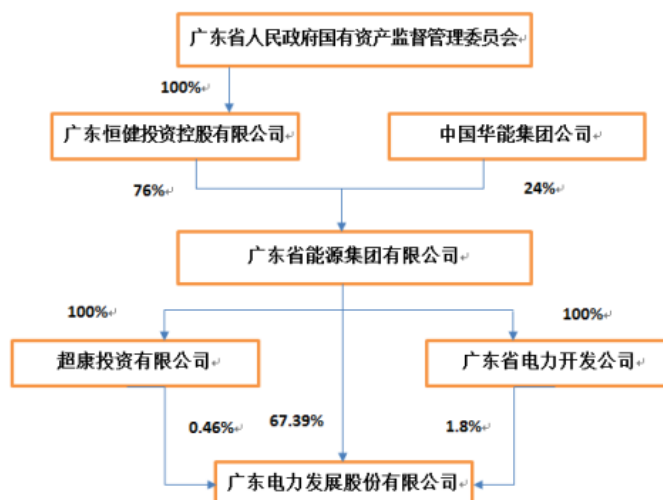 广东省人民政府国有资产监督管理委员会
100%
广东恒健投资控股有限公司
中国华能集团公司
76%
24%
广东省能源集团有限公司
100%
100%
超康投资有限公司
广东省电力开发公司
0.46%
67.39%
1.8%
广东电力发展股份有限公司